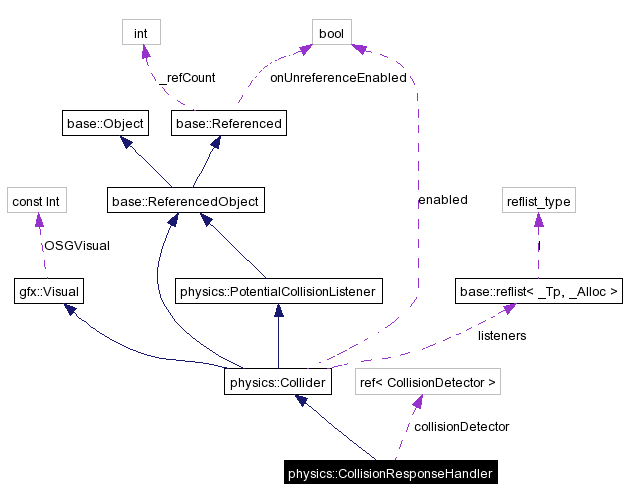 int
bool
_refCount
onUnreferenceEnabled
base::Object
base::Referenced
const Int
base::ReferencedObject
enabled
reflist_type
OSGVisual
l
gfx::Visual
physics::PotentialCollisionListener
base::reflist< _Tp, _Alloc >
listeners
physics::Collider
ref< CollisionDetector >
collisionDetector
physics::CollisionResponseHandler